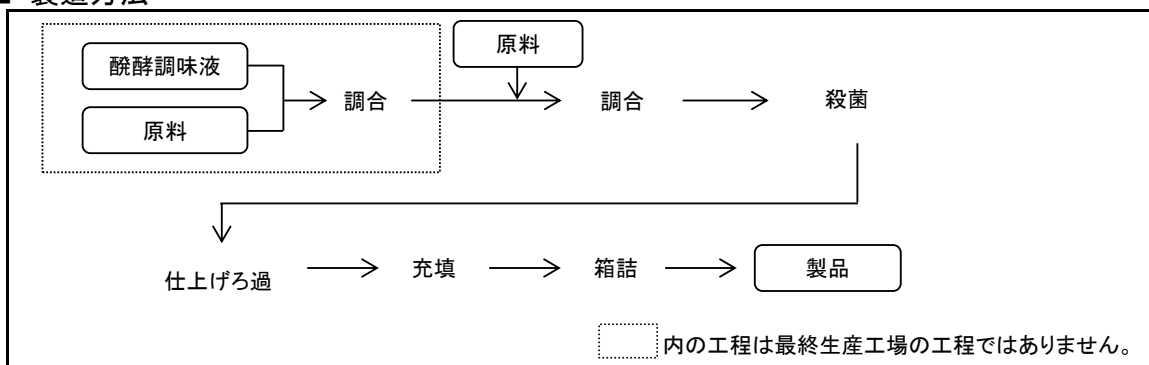 ■ 製造方法
原料
醗酵調味液
調合
調合
殺菌
原料
仕上げろ過
充填
箱詰
製品
内の工程は最終生産工場の工程ではありません。